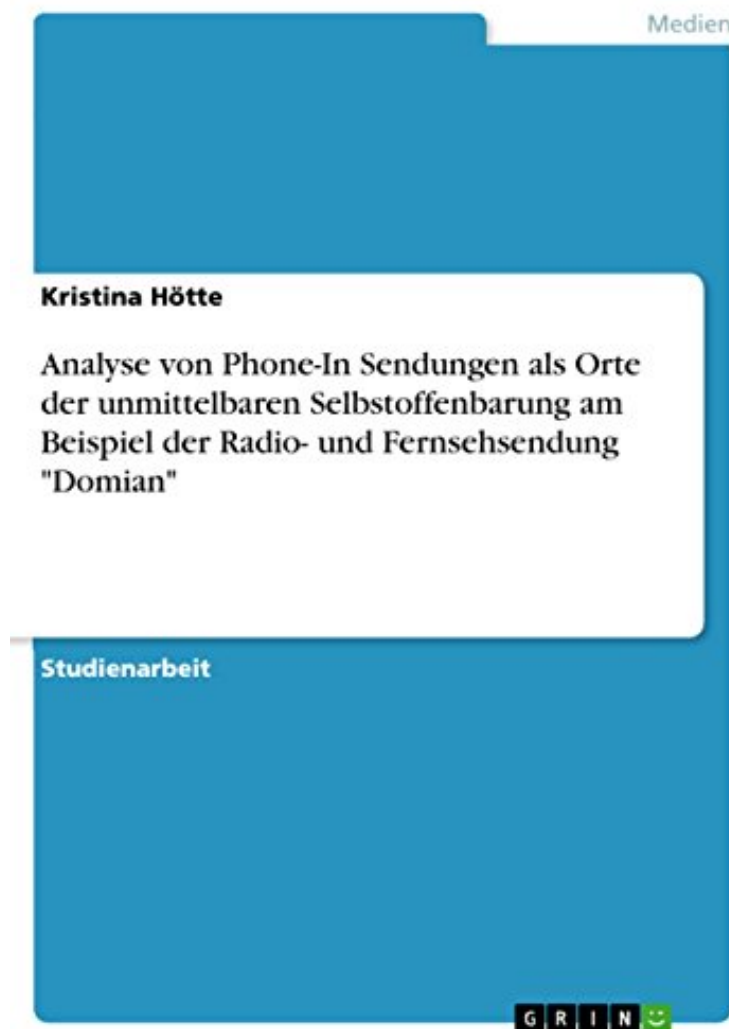 Medien
Kristina Hötte
Analyse von Phone-In Sendungen als Orte
der unmittelbaren Selbstoffenbarung am
Beispiel der Radio- und Fernsehsendung
"Domian"
Studienarbeit
GRIN